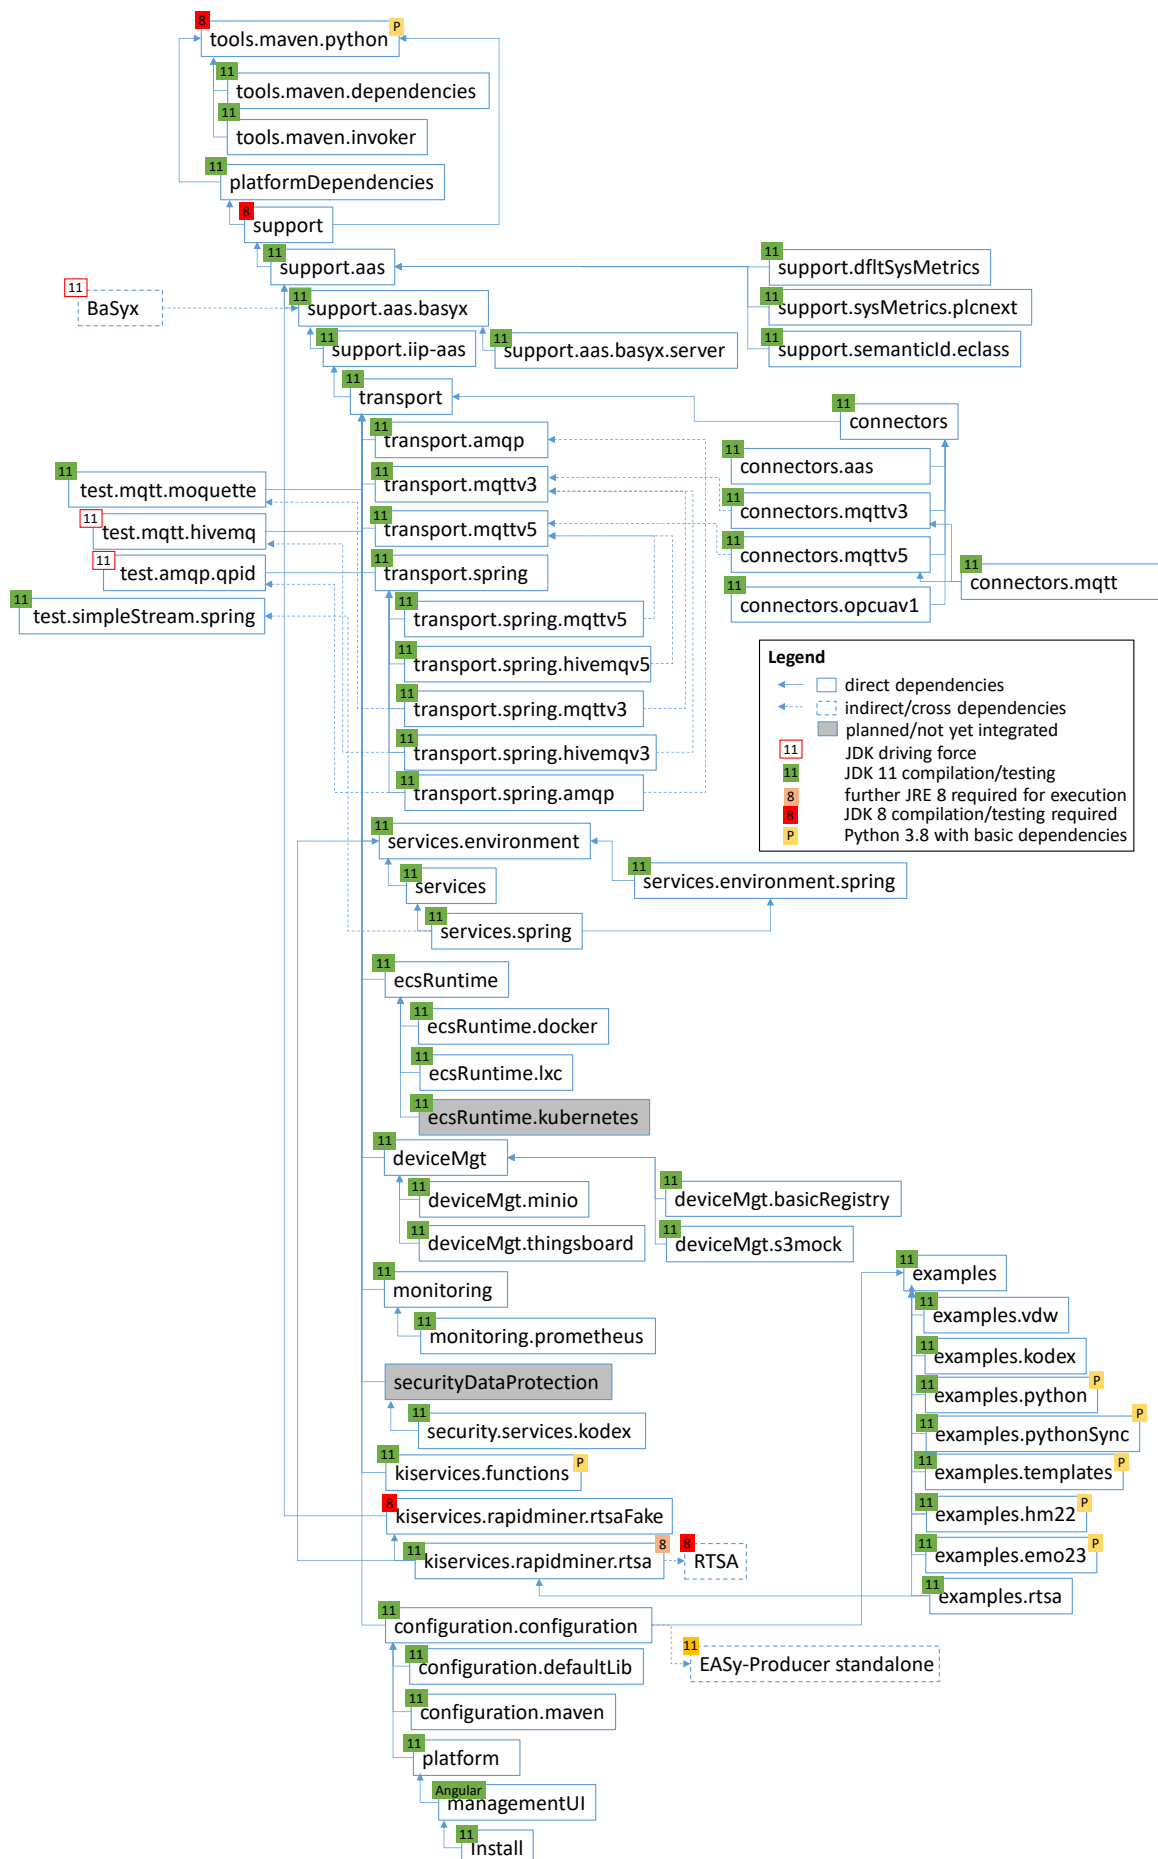 8
P
tools.maven.python
11
tools.maven.dependencies
11
tools.maven.invoker
11
platformDependencies
8
support
11
support.aas
11
support.dfltSysMetrics
11
BaSyx
11
support.aas.basyx
11
support.sysMetrics.plcnext
11
support.iip-aas
11
support.aas.basyx.server
11
support.semanticId.eclass
11
transport
11
connectors
11
transport.amqp
11
connectors.aas
11
test.mqtt.moquette
11
transport.mqttv3
11
connectors.mqttv3
11
test.mqtt.hivemq
11
transport.mqttv5
11
connectors.mqttv5
11
test.amqp.qpid
11
transport.spring
11
connectors.mqtt
11
test.simpleStream.spring
11
transport.spring.mqttv5
11
connectors.opcuav1
11
transport.spring.hivemqv5
11
transport.spring.mqttv3
11
transport.spring.hivemqv3
11
transport.spring.amqp
Legend
direct dependencies
indirect/cross dependencies
planned/not yet integrated
11 JDK driving force
11 JDK 11 compilation/testing
8 further JRE 8 required for execution
8 JDK 8 compilation/testing required
P Python 3.8 with basic dependencies
11
services.environment
11
services
11
services.environment.spring
11
services.spring
11
ecsRuntime
11
ecsRuntime.docker
11
ecsRuntime.lxc
11
ecsRuntime.kubernetes
11
deviceMgt
11
deviceMgt.minio
11
deviceMgt.basicRegistry
11
deviceMgt.thingsboard
11
deviceMgt.s3mock
11
monitoring
11
monitoring.prometheus
securityDataProtection
11
security.services.kodex
11
P
kiservices.functions
8
kiservices.rapidminer.rtsaFake
11
8
kiservices.rapidminer.rtsa
8
RTSA
11
examples
11
examples.vdw
11
examples.kodex
11
P
examples.python
11
P
examples.pythonSync
11
P
examples.templates
11
P
examples.hm22
11
P
examples.emo23
11
examples.rtsa
11
configuration.configuration
11
EASy-Producer standalone
11
configuration.defaultLib
11
configuration.maven
11
platform
Angular
managementUI
11
Install